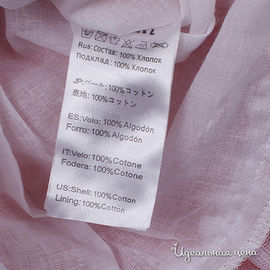 Rus: Состав: 100% Хлопок
Подклад: 100% Хлопок
JP:ベール: 100%コットン
裏地: 100%コットン
ES:Velo: 100% Algodón
Forro: 100% Algodón
IT:Velo: 100%Cotone
Fodera: 100%Cotone
US:Shell: 100%Cotton
Lining: 100%Cotton
Идеальная цена